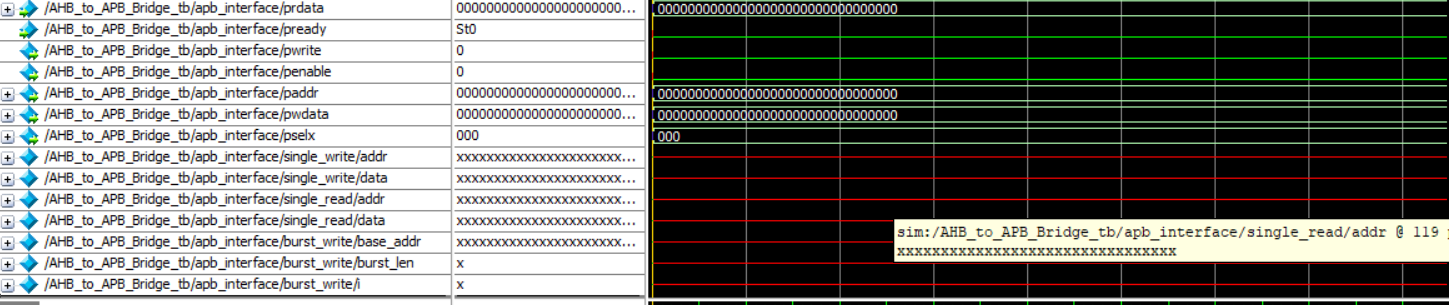 /AHB_to_APB_Bridge_tb/apb_interface/prdata 0000000000000000000000... 00000000000000000000000000000000
/AHB_to_APB_Bridge_tb/apb_interface/pready St0
/AHB_to_APB_Bridge_tb/apb_interface/pwrite 0
/AHB_to_APB_Bridge_tb/apb_interface/penable 0
/AHB_to_APB_Bridge_tb/apb_interface/paddr 0000000000000000000000... 00000000000000000000000000000000
/AHB_to_APB_Bridge_tb/apb_interface/pwdata 0000000000000000000000... 00000000000000000000000000000000
/AHB_to_APB_Bridge_tb/apb_interface/pselx 000 000
/AHB_to_APB_Bridge_tb/apb_interface/single_write/addr xxxxxxxxxxxxxxxxxxxxxx...
/AHB_to_APB_Bridge_tb/apb_interface/single_write/data xxxxxxxxxxxxxxxxxxxxxx...
/AHB_to_APB_Bridge_tb/apb_interface/single_read/addr xxxxxxxxxxxxxxxxxxxxxx...
/AHB_to_APB_Bridge_tb/apb_interface/single_read/data xxxxxxxxxxxxxxxxxxxxxx...
sim:/AHB_to_APB_Bridge_tb/apb_interface/single_read/addr @ 119
/AHB_to_APB_Bridge_tb/apb_interface/burst_write/base_addr xxxxxxxxxxxxxxxxxxxxxx...
xxxxxxxxxxxxxxxxxxxxxxxxxxxxxxxx
/AHB_to_APB_Bridge_tb/apb_interface/burst_write/burst_len x
/AHB_to_APB_Bridge_tb/apb_interface/burst_write/i x